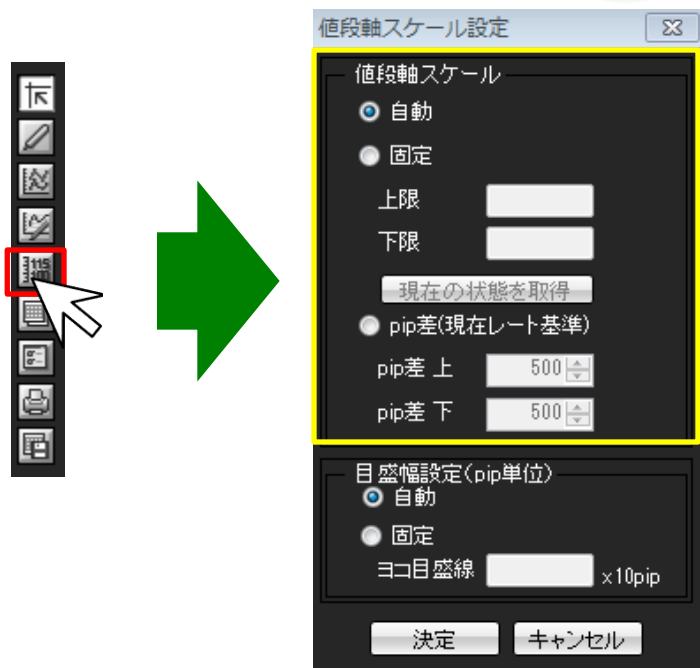 値段軸スケール設定
値段軸スケール
自動
固定
上限
下限
現在の状態を取得
pip差(現在レート基準)
pip差 上 500
pip差 下 500
目盛幅設定(pip単位)
自動
固定
ヨコ目盛線 ×10pip
決定 キャンセル
115